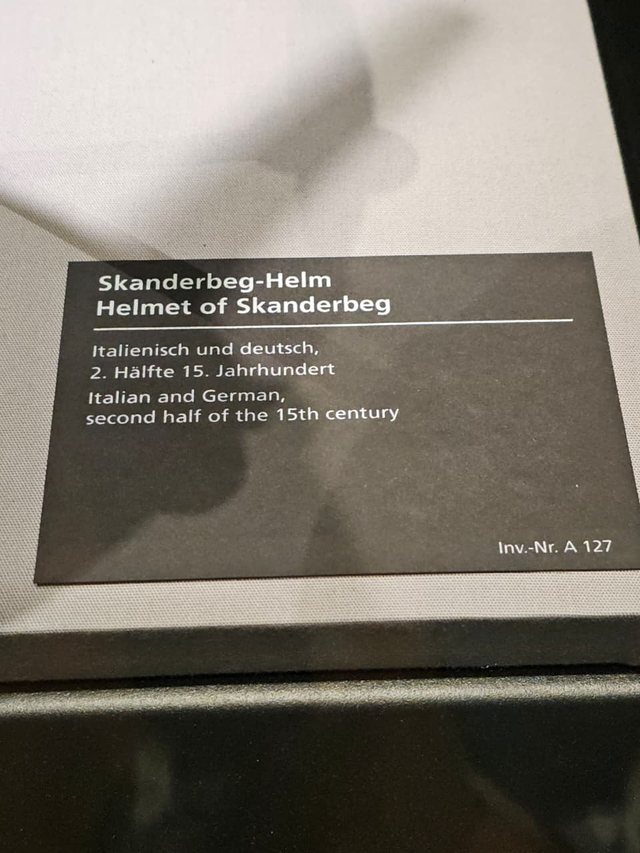 Skanderbeg-Helm
Helmet of Skanderbeg
Italienisch und deutsch,
2. Hälfte 15. Jahrhundert
Italian and German,
second half of the 15th century
Inv.-Nr. A 127